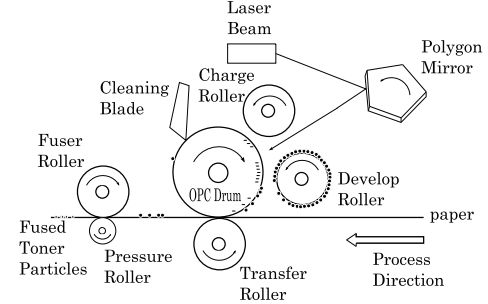 Laser
Beam
Polygon
Mirror
Charge
Roller
Cleaning
Blade
Fuser
Roller
OPC Drum
Develop
Roller
paper
Fused
Toner
Particles
Pressure
Roller
Transfer
Roller
Process
Direction